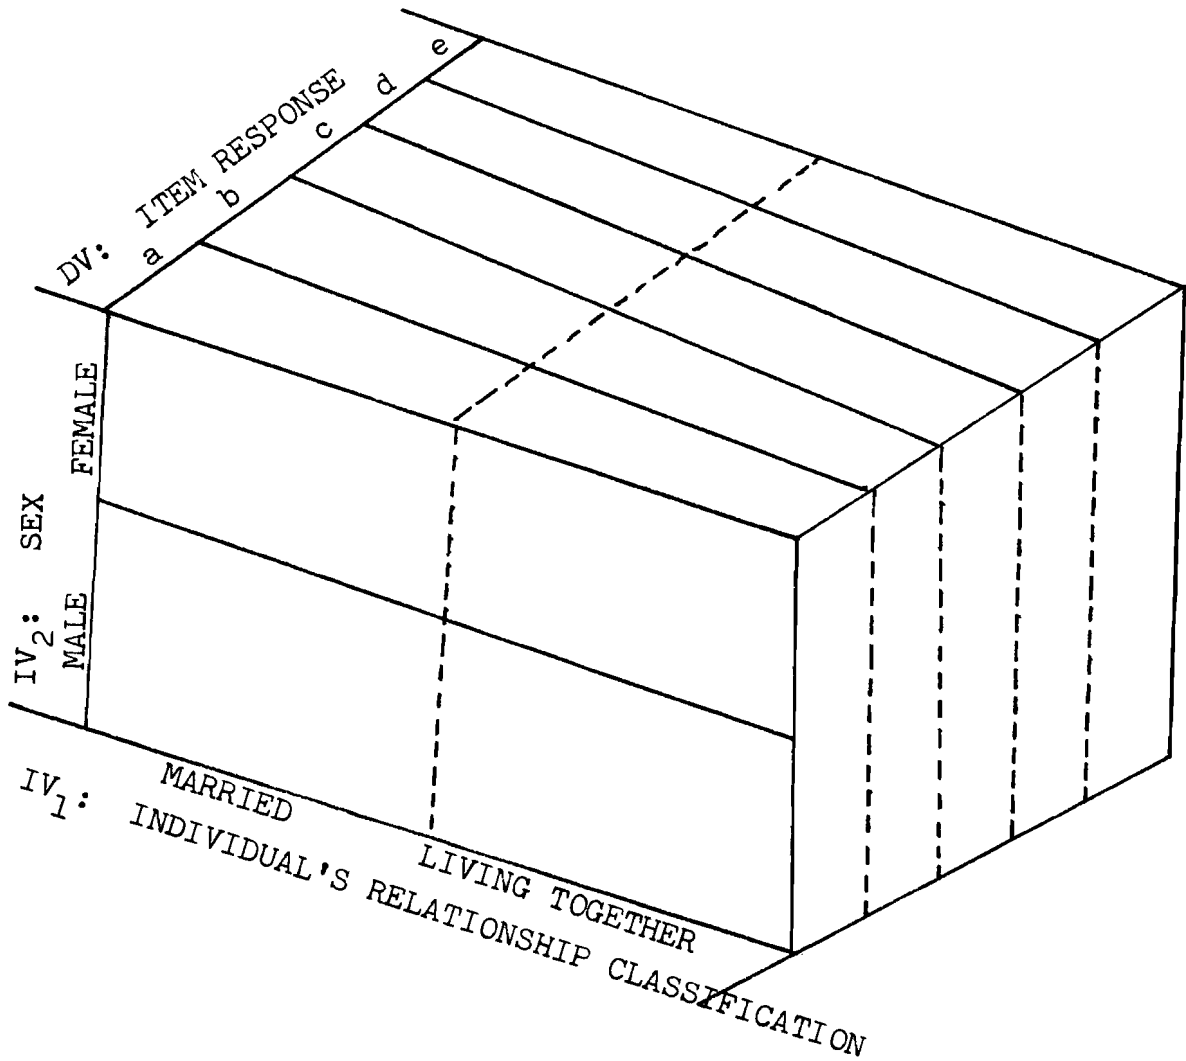 DV: ITEM RESPONSE
a b c d e
IV2: SEX
MALE FEMALE
MARRIED
LIVING TOGETHER
IV1: INDIVIDUAL'S RELATIONSHIP CLASSIFICATION